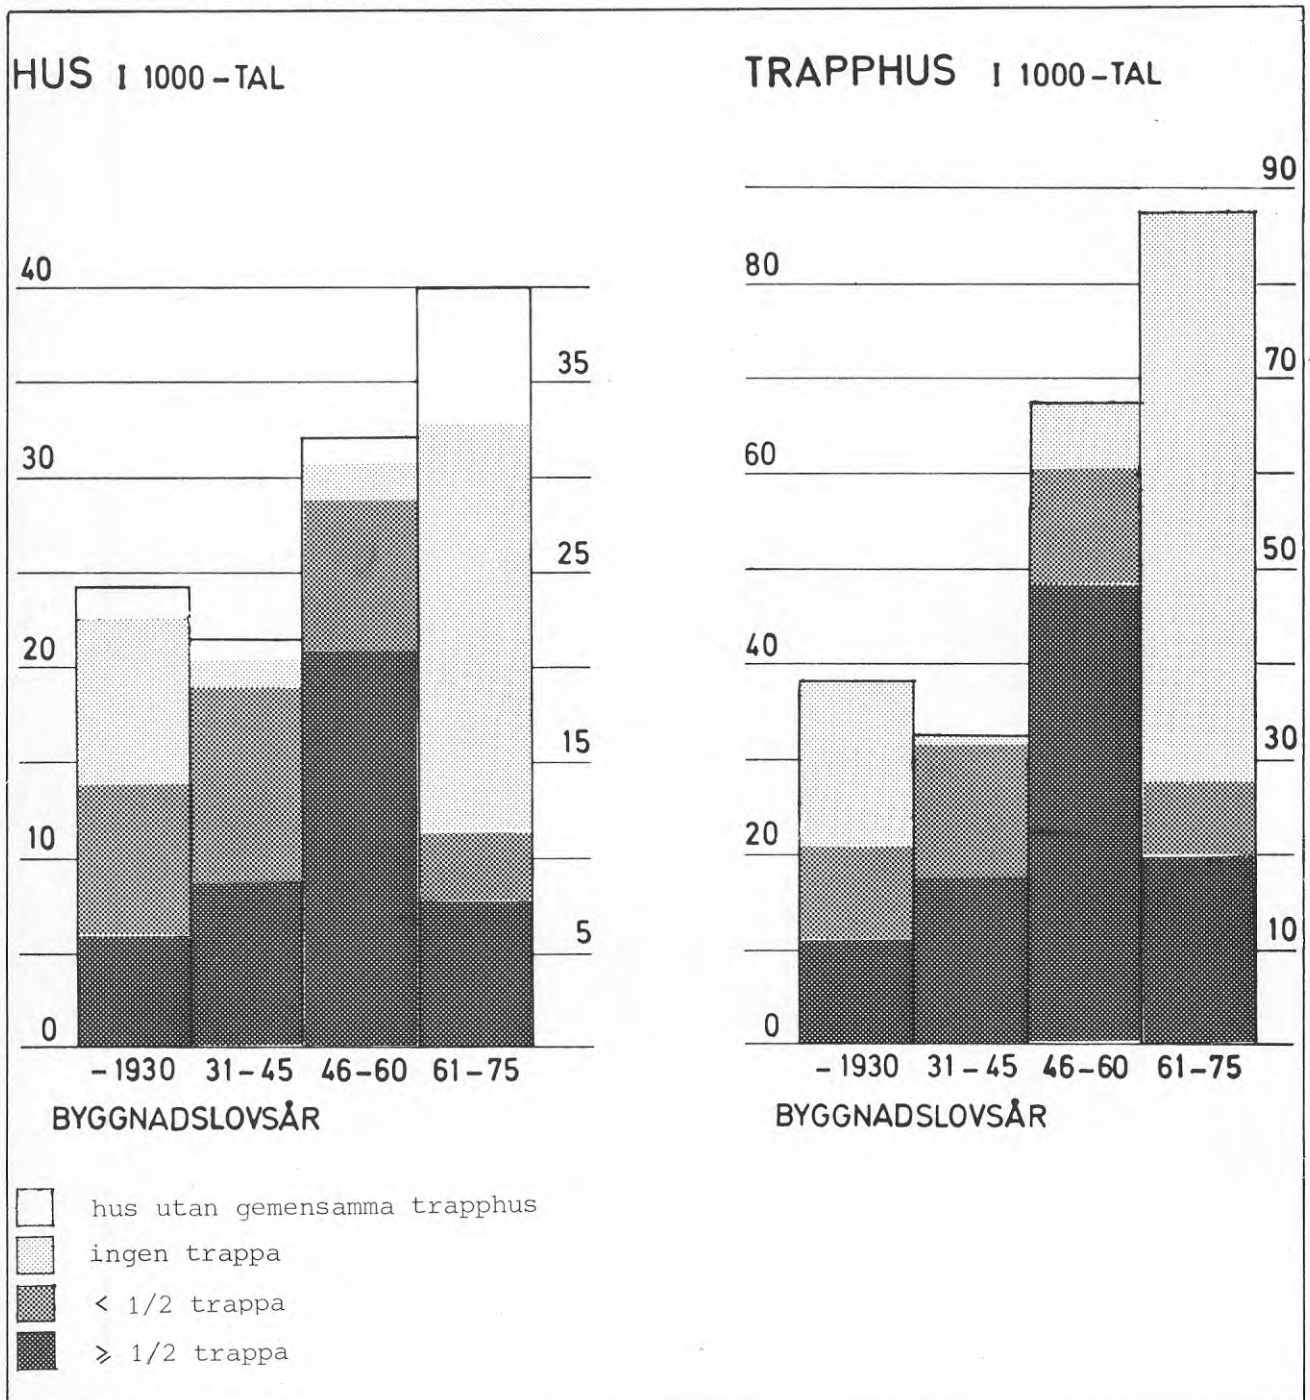 HUS I 1000-TAL
40
35
30
25
20
15
10
5
0
-1930 31-45 46-60 61-75
BYGGNADSLOVSÅR
TRAPPHUS I 1000-TAL
90
80
70
60
50
40
30
20
10
0
-1930 31-45 46-60 61-75
BYGGNADSLOVSÅR
hus utan gemensamma trapphus
ingen trappa
< 1/2 trappa
⩾ 1/2 trappa